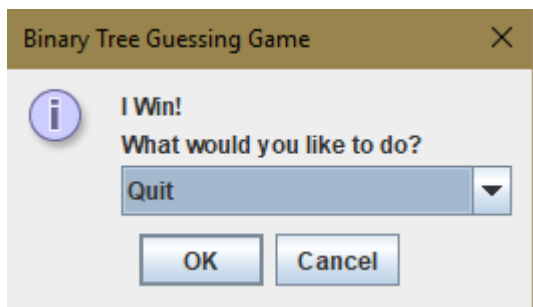 Binary Tree Guessing Game
I Win!
What would you like to do?
Quit
OK Cancel